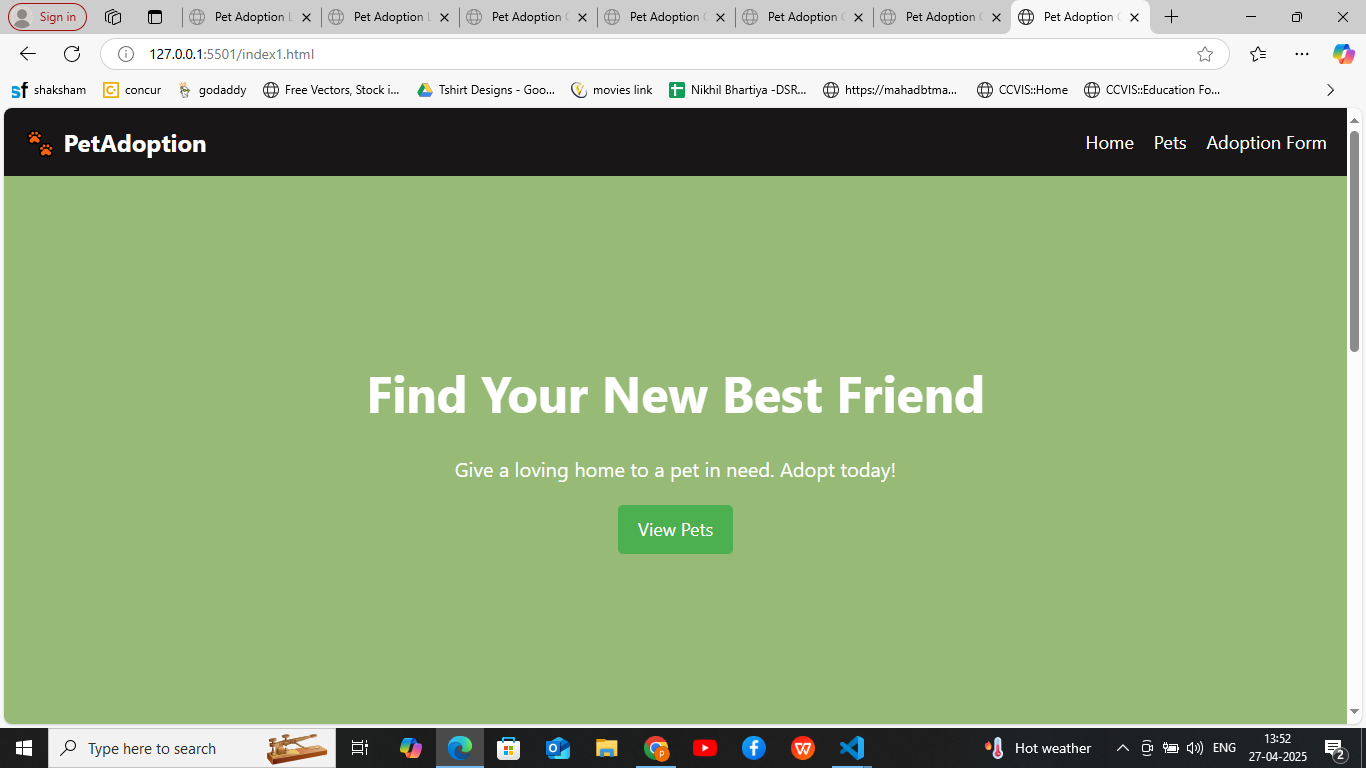 Sign in
Pet Adoption L
Pet Adoption L
Pet Adoption C
Pet Adoption C
Pet Adoption C
Pet Adoption C
Pet Adoption C
127.0.0.1:5501/index1.html
sf shaksham
concur
godaddy
Free Vectors, Stock i...
Tshirt Designs - Goo...
movies link
Nikhil Bhartiya -DSR...
https://mahadbtma...
CCVIS::Home
CCVIS::Education Fo...
PetAdoption
Home
Pets
Adoption Form
Find Your New Best Friend
Give a loving home to a pet in need. Adopt today!
View Pets
Type here to search
Hot weather
ENG
13:52
27-04-2025
2